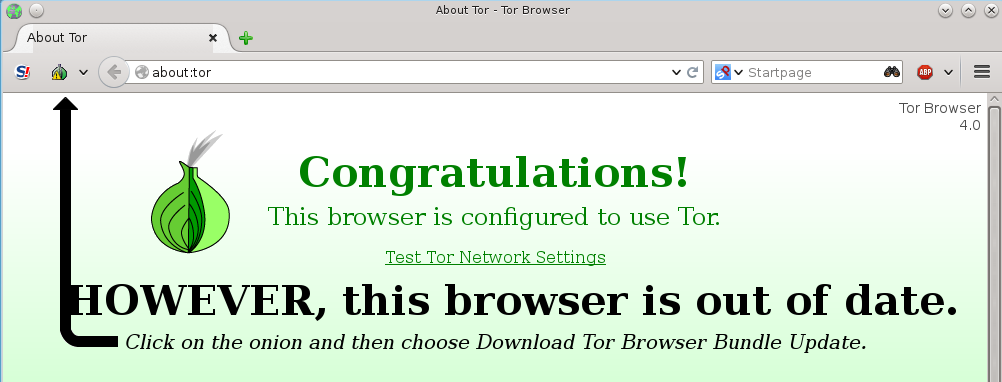 About Tor - Tor Browser
About Tor
S!
about:tor
Startpage
ABP
Tor Browser
4.0
Congratulations!
This browser is configured to use Tor.
Test Tor Network Settings
HOWEVER, this browser is out of date.
Click on the onion and then choose Download Tor Browser Bundle Update.